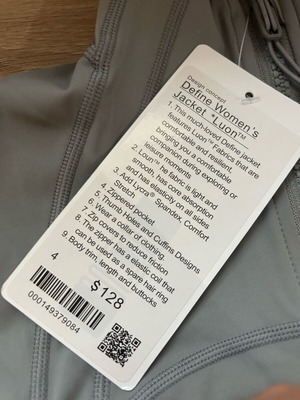 Design concept
Define Women's
Jacket *Luon™
1. This much-loved Define jacket
features Luon™ Fabrics that are
comfortable and resilient,
bringing you a comfortable
companion during exploring or
leisure moments
2. Luon™he fabric is light and
smooth, has core absorption
and has elasticity on all sides
3. Add Lycra® Spandex, Comfort
Stretch
4. Zippered pocket
5. Thumb Holes and Cuffins Designs
6. Wear a collar of clothing.
7. Zip covers to reduce friction
8. The zipper has a elastic coil that
can be used as a spare hair ring
9. Body trim, length and buttocks
4
$128
000149379084